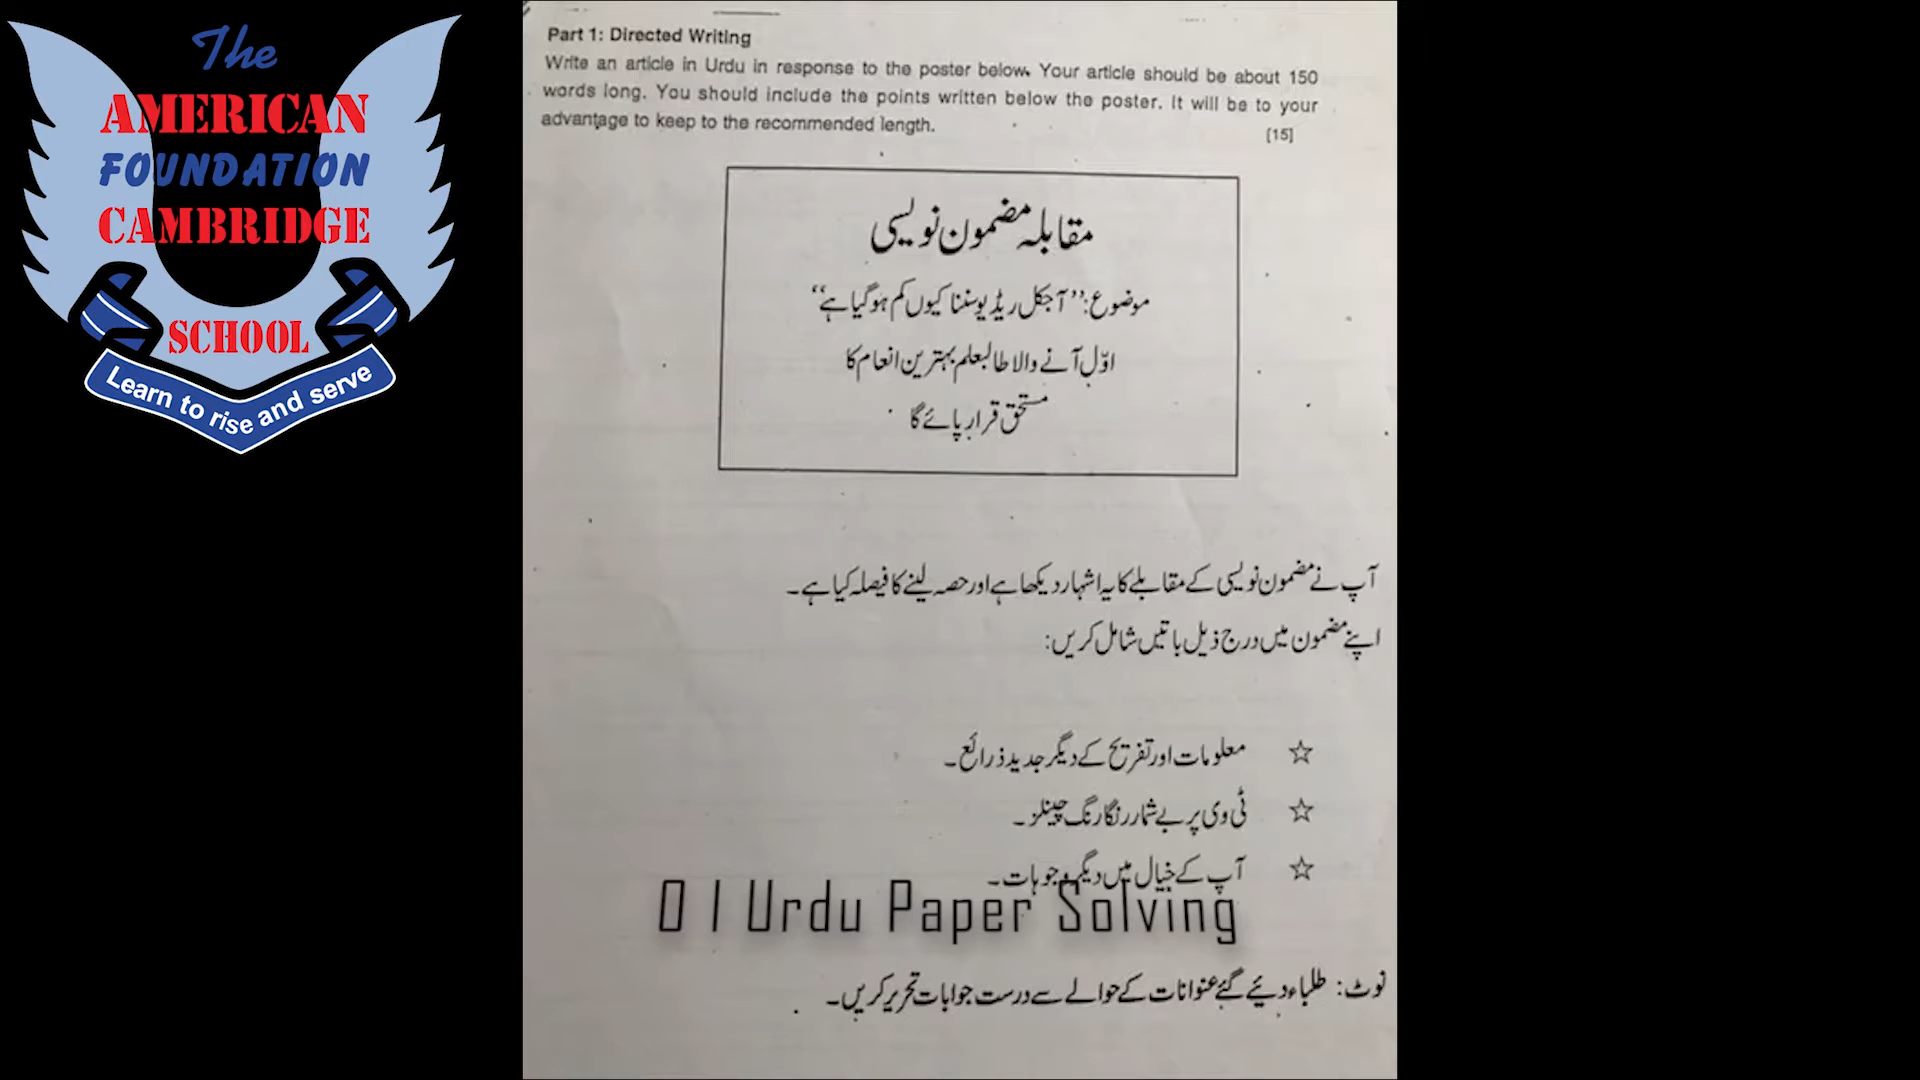 The
AMERICAN
FOUNDATION
CAMBRIDGE
SCHOOL
Learn to rise and serve
Part 1: Directed Writing
Write an article in Urdu in response to the poster below. Your article should be about 150
words long. You should include the points written below the poster. It will be to your
advantage to keep to the recommended length.
[15]
مقابلہ مضمون نویسی
موضوع: ”آجکل ریڈیو سننا کیوں کم ہو گیا ہے“
اوّل آنے والا طالبعلم بہترین انعام کا
مستحق قرار پائے گا
آپ نے مضمون نویسی کے مقابلے کا یہ اشہار دیکھا ہے اور حصہ لینے کا فیصلہ کیا ہے۔
اپنے مضمون میں درج ذیل باتیں شامل کریں:
☆ معلومات اور تفریح کے دیگر جدید ذرائع۔
☆ ٹی وی پر بے شمار رنگارنگ چینلز۔
☆ آپ کے خیال میں دیگر وجوہات۔
O l Urdu Paper Solving
نوٹ: طلباء دیئے گئے عنوانات کے حوالے سے درست جوابات تحریر کریں۔